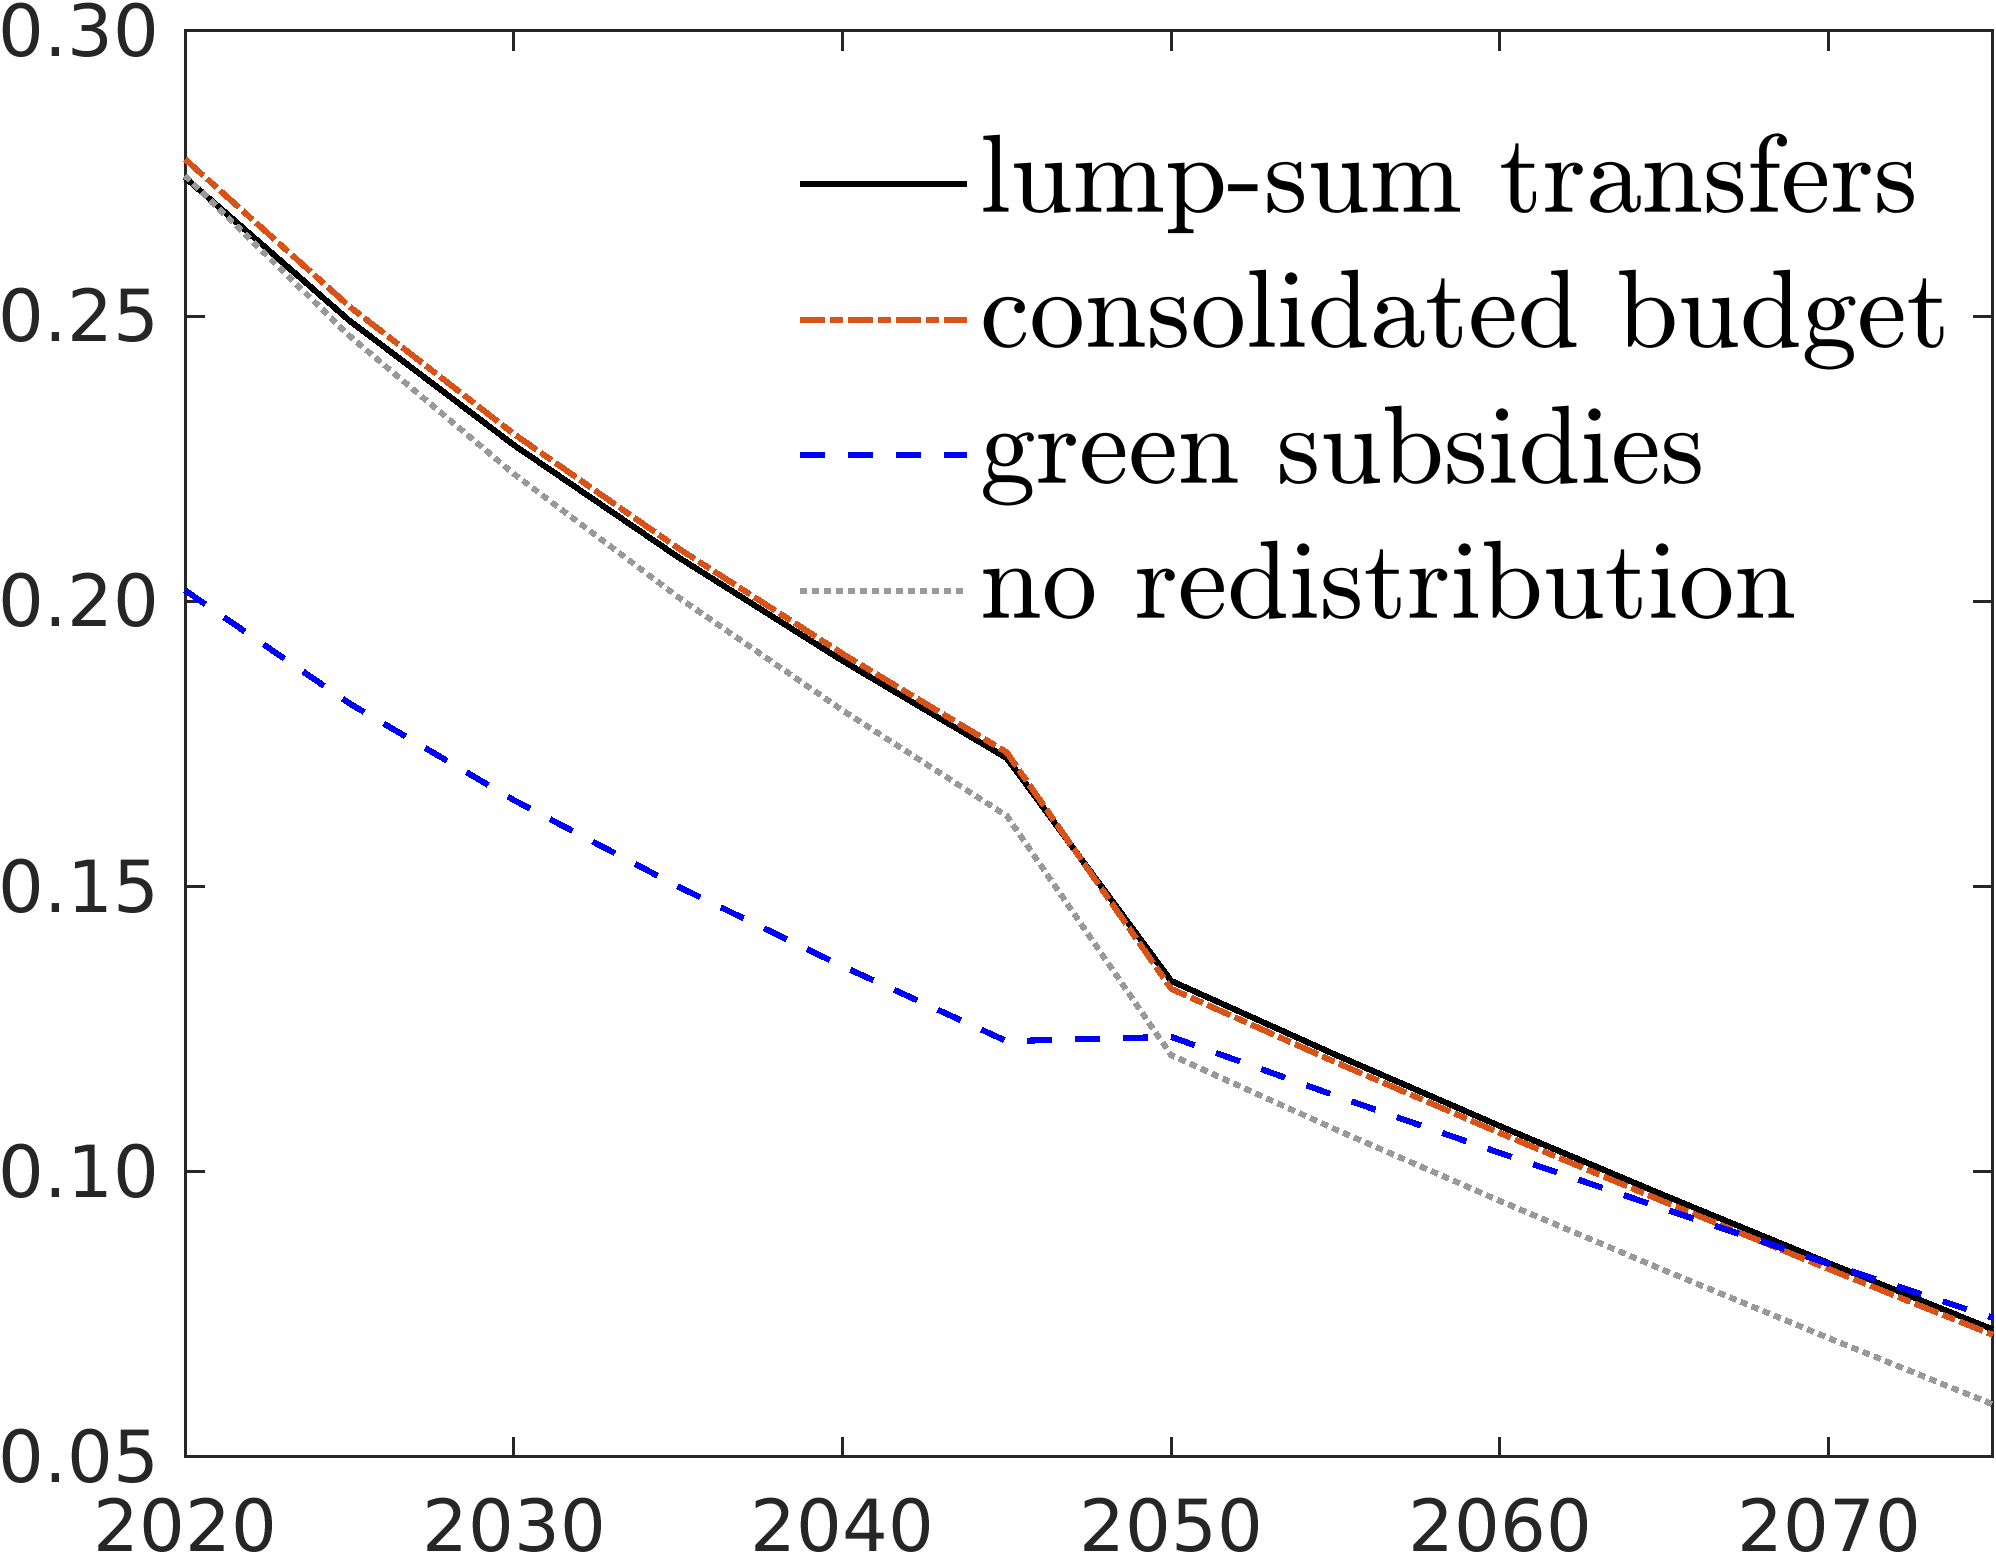 0.30
lump-sum transfers
consolidated budget
0.25
green subsidies
no redistribution
0.20
0.15
0.10
0.05
2020 2030 2040 2050 2060 2070